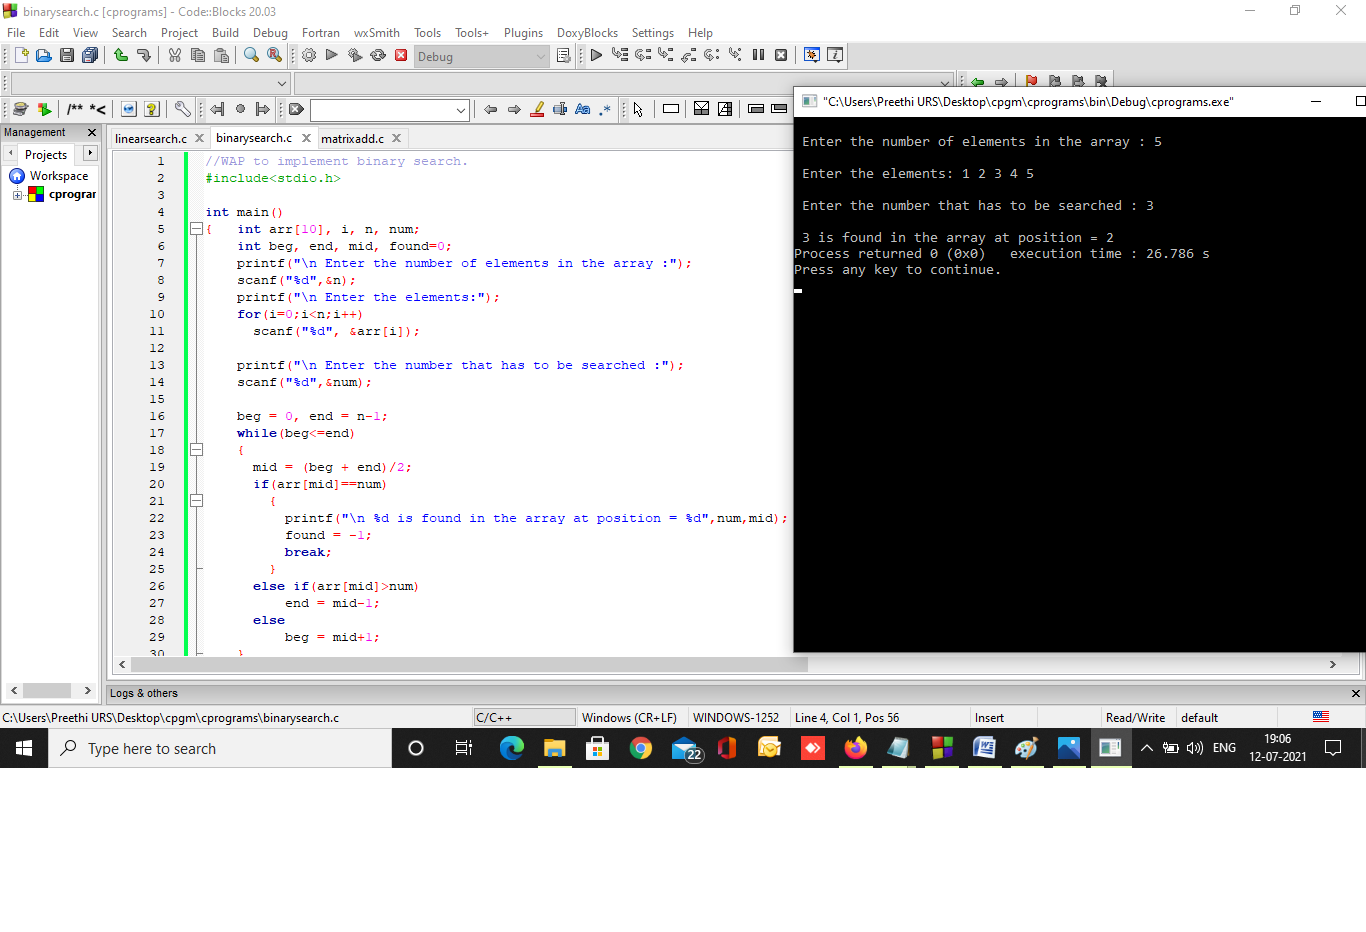 binarysearch.c [cprograms] - Code::Blocks 20.03
File Edit View Search Project Build Debug Fortran wxSmith Tools Tools+ Plugins DoxyBlocks Settings Help
Debug
/** *<
Aa .*
Management
Projects
Workspace
cprograr
linearsearch.c binarysearch.c matrixadd.c
1 //WAP to implement binary search.
2 #include<stdio.h>
3
4 int main()
5 { int arr[10], i, n, num;
6 int beg, end, mid, found=0;
7 printf("\n Enter the number of elements in the array :");
8 scanf("%d",&n);
9 printf("\n Enter the elements:");
10 for(i=0;i<n;i++)
11 scanf("%d", &arr[i]);
12
13 printf("\n Enter the number that has to be searched :");
14 scanf("%d",&num);
15
16 beg = 0, end = n-1;
17 while(beg<=end)
18 {
19 mid = (beg + end)/2;
20 if(arr[mid]==num)
21 {
22 printf("\n %d is found in the array at position = %d",num,mid);
23 found = -1;
24 break;
25 }
26 else if(arr[mid]>num)
27 end = mid-1;
28 else
29 beg = mid+1;
30 }
"C:\Users\Preethi URS\Desktop\cpgm\cprograms\bin\Debug\cprograms.exe"
Enter the number of elements in the array : 5
Enter the elements: 1 2 3 4 5
Enter the number that has to be searched : 3
3 is found in the array at position = 2
Process returned 0 (0x0) execution time : 26.786 s
Press any key to continue.
Logs & others
C:\Users\Preethi URS\Desktop\cpgm\cprograms\binarysearch.c C/C++ Windows (CR+LF) WINDOWS-1252 Line 4, Col 1, Pos 56 Insert Read/Write default
Type here to search
22
ENG
19:06
12-07-2021